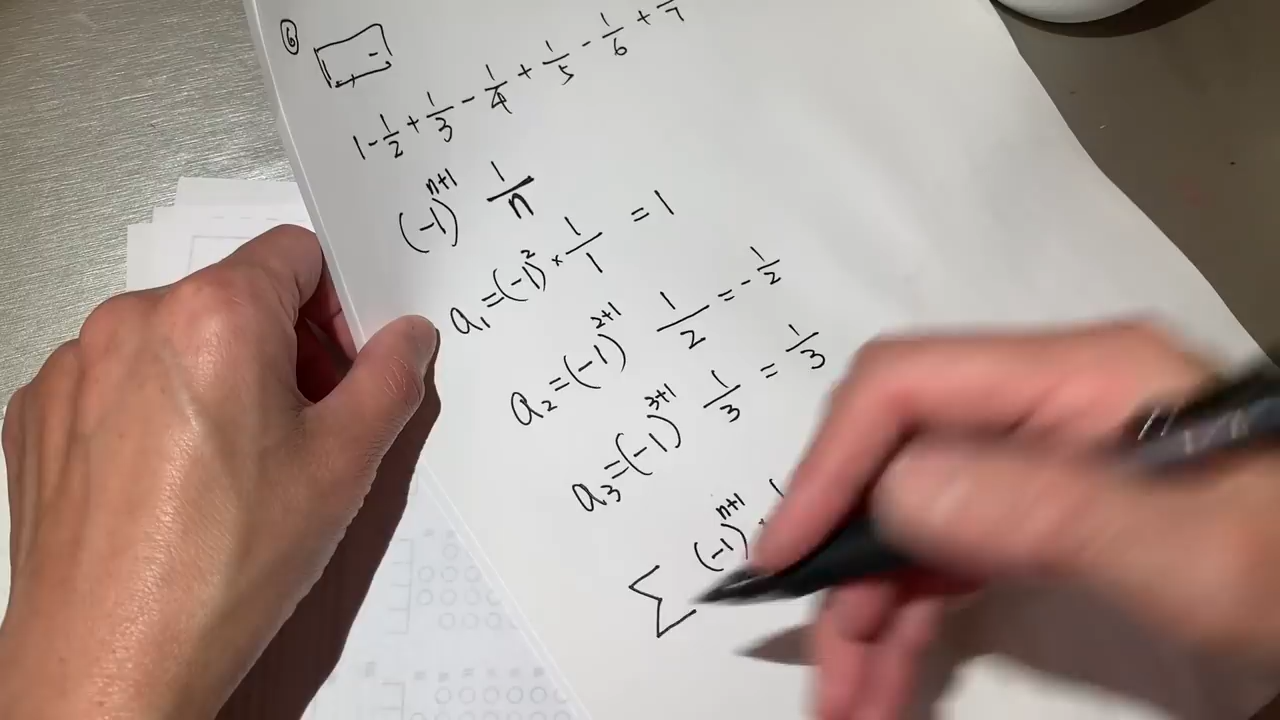 ⑥
1 - 1/2 + 1/3 - 1/4 + 1/5 - 1/6 + 1/7
(-1)^{n+1} 1/n
a₁ = (-1)² × 1/1 = 1
a₂ = (-1)^{2+1} 1/2 = - 1/2
a₃ = (-1)^{3+1} 1/3 = 1/3
Σ (-1)^{n+1}